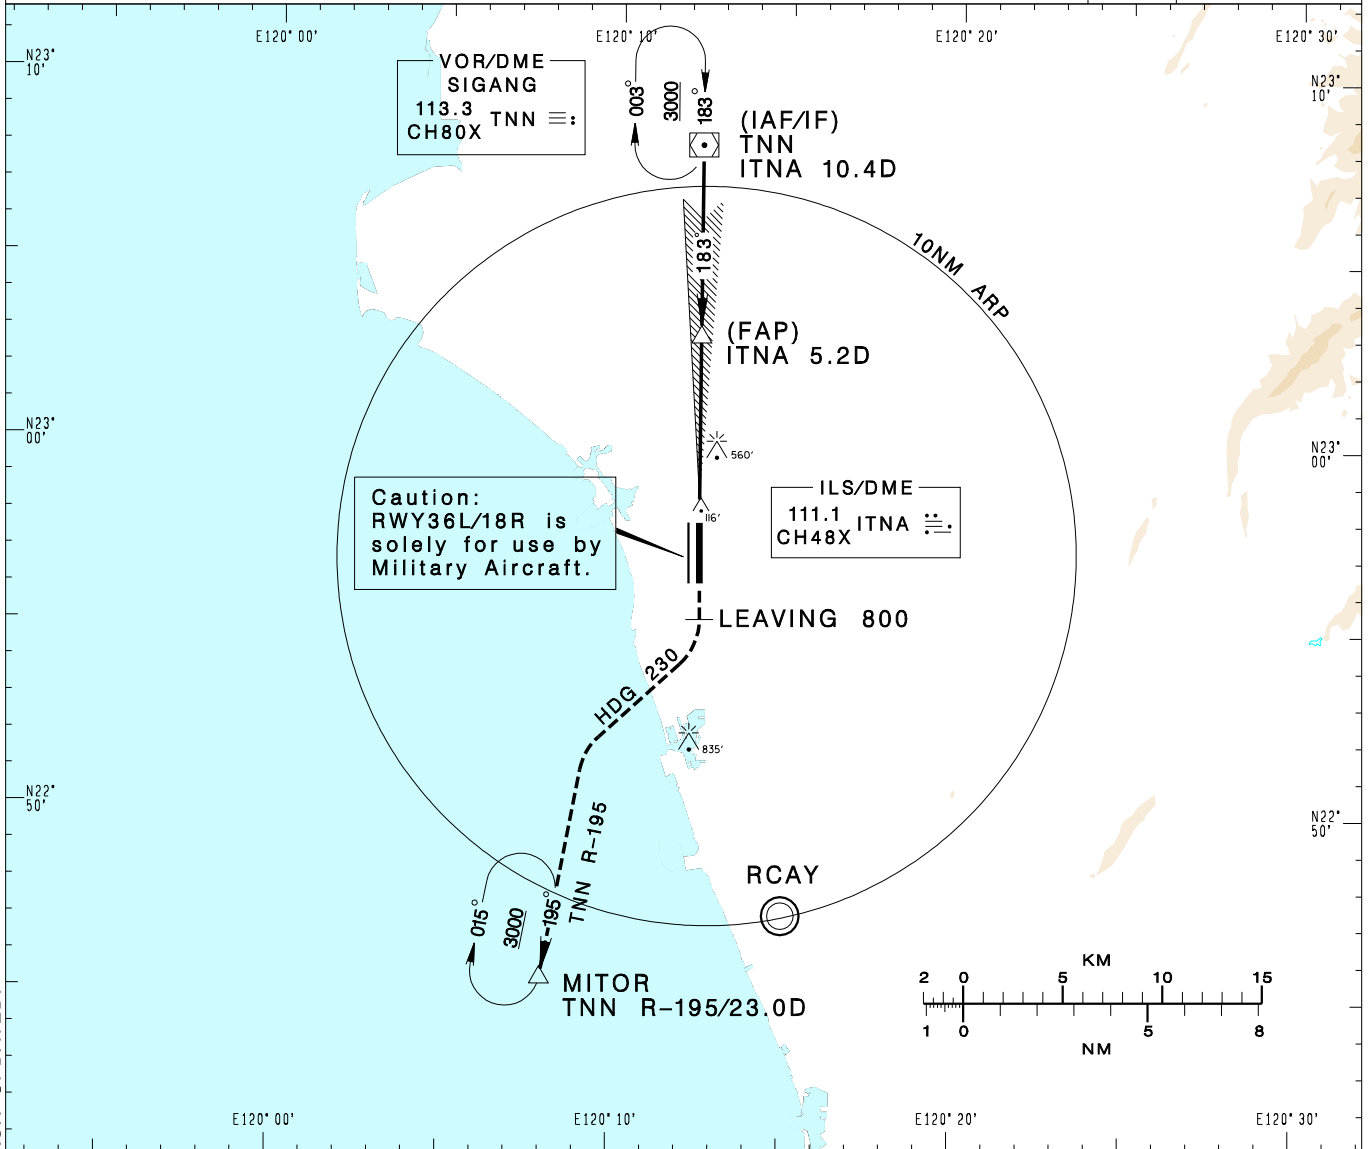 E120° 00'
E120° 10'
E120° 20'
E120° 30'
N23°
10'
N23°
10'
VOR/DME
SIGANG
113.3
CH80X
TNN
003°
3000
183°
(IAF/IF)
TNN
ITNA 10.4D
183°
10NM ARP
(FAP)
ITNA 5.2D
N23°
00'
N23°
00'
560'
116'
Caution:
RWY36L/18R is
solely for use by
Military Aircraft.
ILS/DME
111.1
CH48X
ITNA
LEAVING 800
HDG 230
835'
N22°
50'
N22°
50'
TNN R-195
RCAY
015°
3000
195°
MITOR
TNN R-195/23.0D
KM
2 0 5 10 15
1 0 5 8
NM
E120° 00'
E120° 10'
E120° 20'
E120° 30'